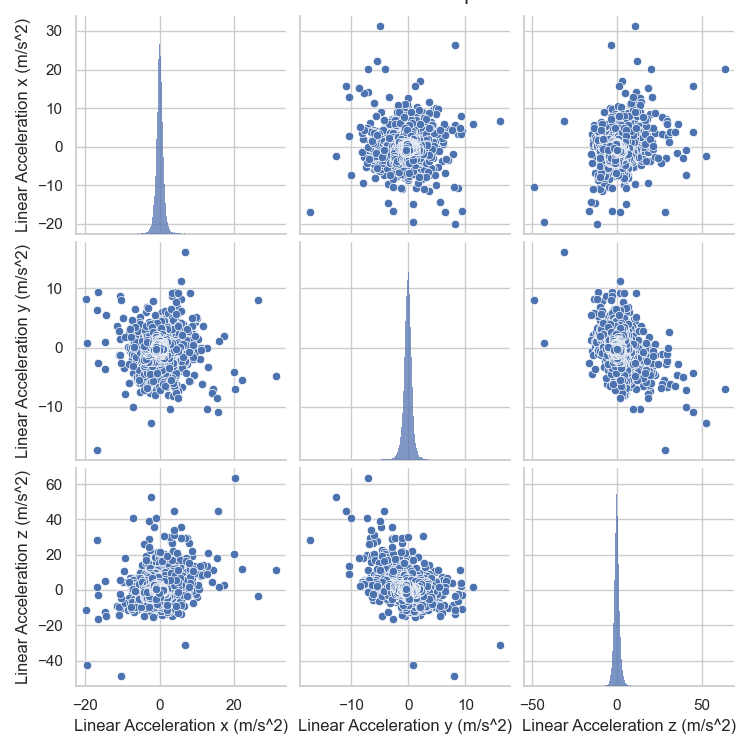 Linear Acceleration x (m/s^2)
30
20
10
0
−10
−20
Linear Acceleration y (m/s^2)
10
0
−10
Linear Acceleration z (m/s^2)
60
40
20
0
−20
−40
−20 0 20
−10 0 10
−50 0 50
Linear Acceleration x (m/s^2)
Linear Acceleration y (m/s^2)
Linear Acceleration z (m/s^2)